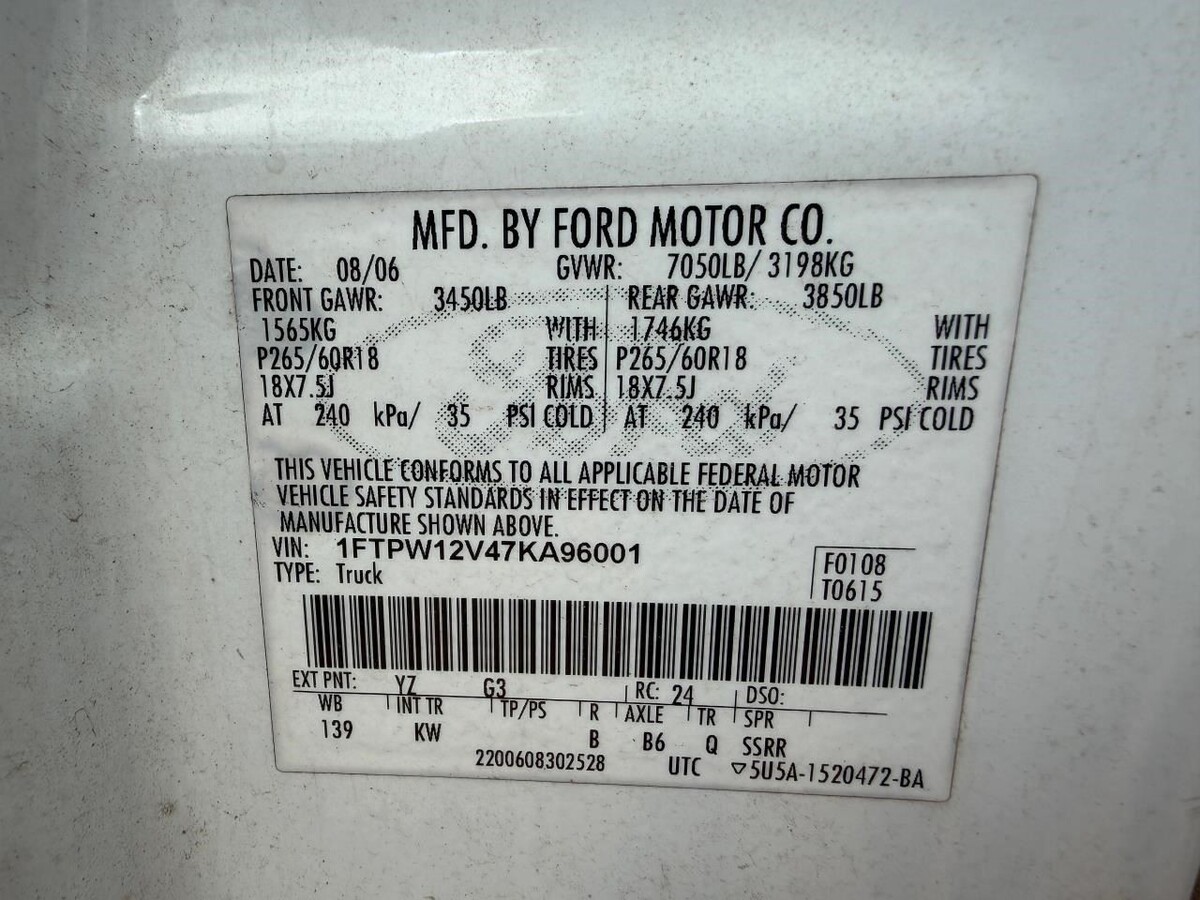 MFD. BY FORD MOTOR CO.
DATE: 08/06 GVWR: 7050LB/ 3198KG
FRONT GAWR: 3450LB REAR GAWR: 3850LB
1565KG WITH 1746KG WITH
P265/60R18 TIRES P265/60R18 TIRES
18X7.5J RIMS 18X7.5J RIMS
AT 240 kPa/ 35 PSI COLD AT 240 kPa/ 35 PSI COLD
Ford
THIS VEHICLE CONFORMS TO ALL APPLICABLE FEDERAL MOTOR
VEHICLE SAFETY STANDARDS IN EFFECT ON THE DATE OF
MANUFACTURE SHOWN ABOVE.
VIN: 1FTPW12V47KA96001
TYPE: Truck
F0108
T0615
EXT PNT: YZ G3 RC: 24 DSO:
WB INT TR TP/PS R AXLE TR SPR
139 KW B B6 Q SSRR
2200608302528 UTC ▽5U5A-1520472-BA